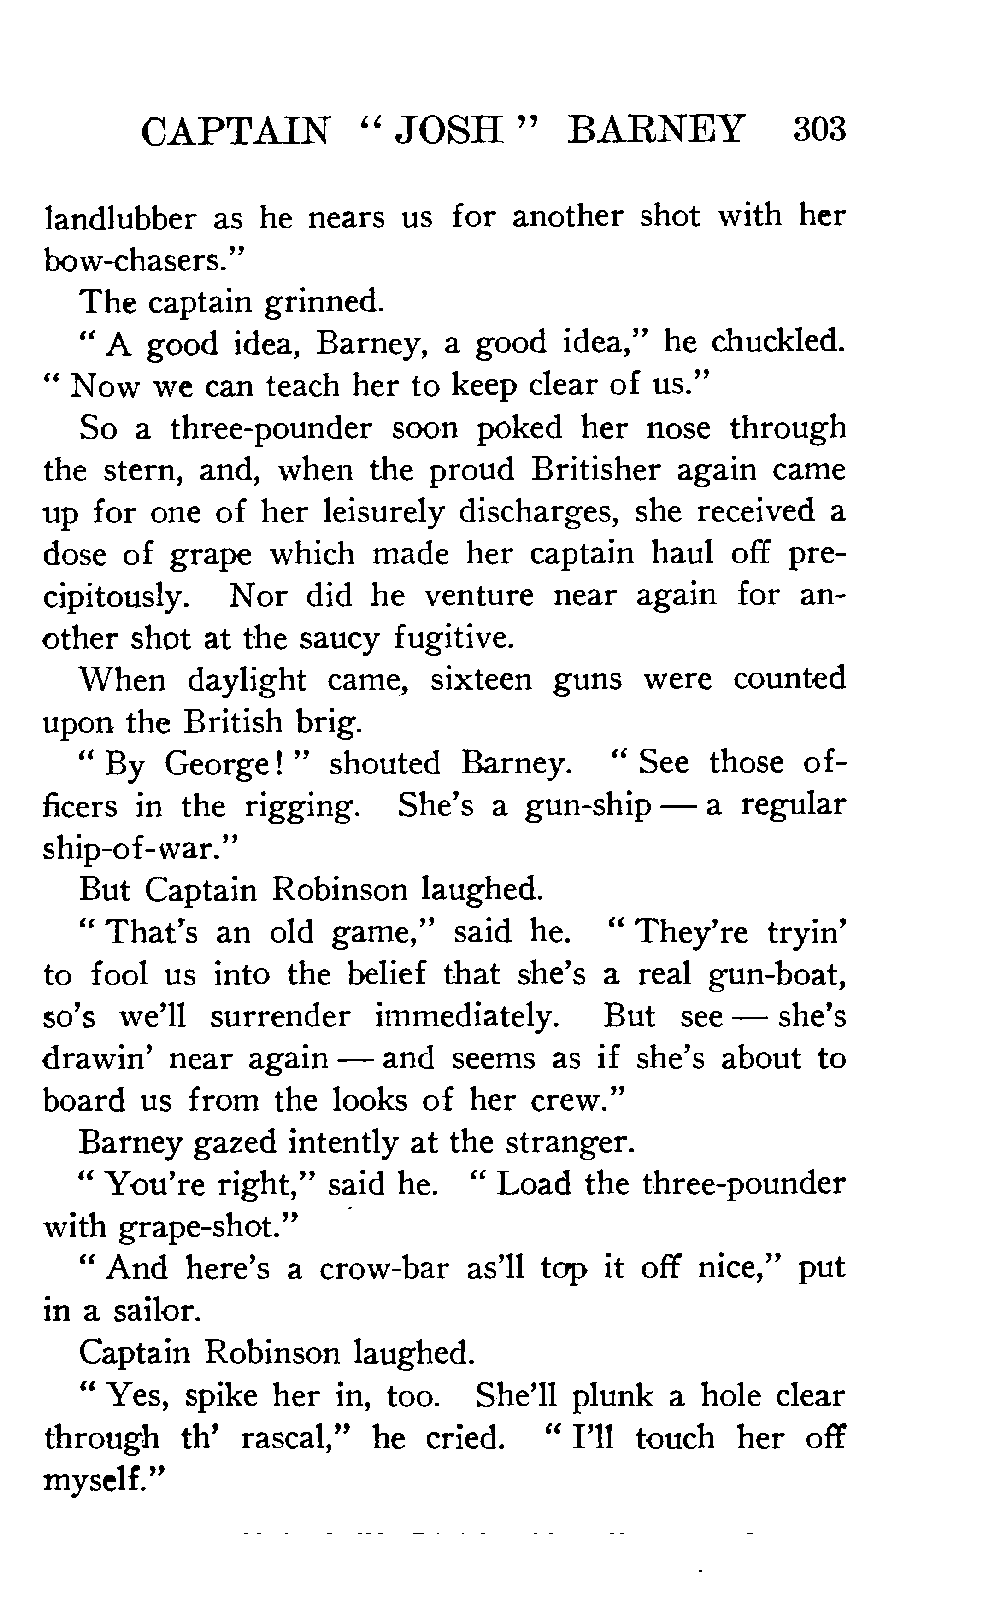 CAPTAIN " JOSH " BARNEY 303
landlubber as he nears us for another shot with her
bow-chasers."
The captain grinned.
" A good idea, Barney, a good idea," he chuckled.
" Now we can teach her to keep clear of us."
So a three-pounder soon poked her nose through
the stern, and, when the proud Britisher again came
up for one of her leisurely discharges, she received a
dose of grape which made her captain haul off pre-
cipitously. Nor did he venture near again for an-
other shot at the saucy fugitive.
When daylight came, sixteen guns were counted
upon the British brig.
" By George! " shouted Barney. " See those of-
ficers in the rigging. She's a gun-ship — a regular
ship-of-war."
But Captain Robinson laughed.
" That's an old game," said he. " They're tryin'
to fool us into the belief that she's a real gun-boat,
so's we'll surrender immediately. But see — she's
drawin' near again — and seems as if she's about to
board us from the looks of her crew."
Barney gazed intently at the stranger.
" You're right," said he. " Load the three-pounder
with grape-shot."
" And here's a crow-bar as'll top it off nice," put
in a sailor.
Captain Robinson laughed.
" Yes, spike her in, too. She'll plunk a hole clear
through th' rascal," he cried. " I'll touch her off
myself."